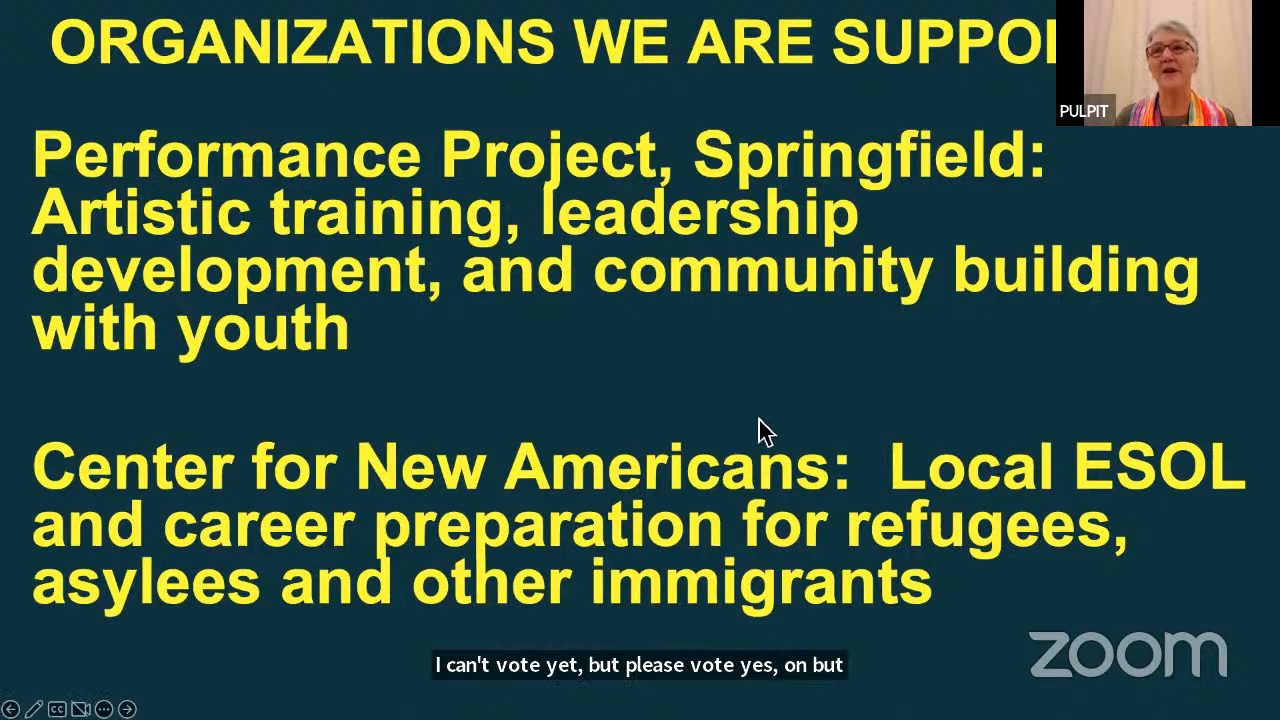 ORGANIZATIONS WE ARE SUPPO
PULPIT
Performance Project, Springfield:
Artistic training, leadership
development, and community building
with youth
Center for New Americans:  Local ESOL
and career preparation for refugees,
asylees and other immigrants
I can't vote yet, but please vote yes, on but
zoom
CC